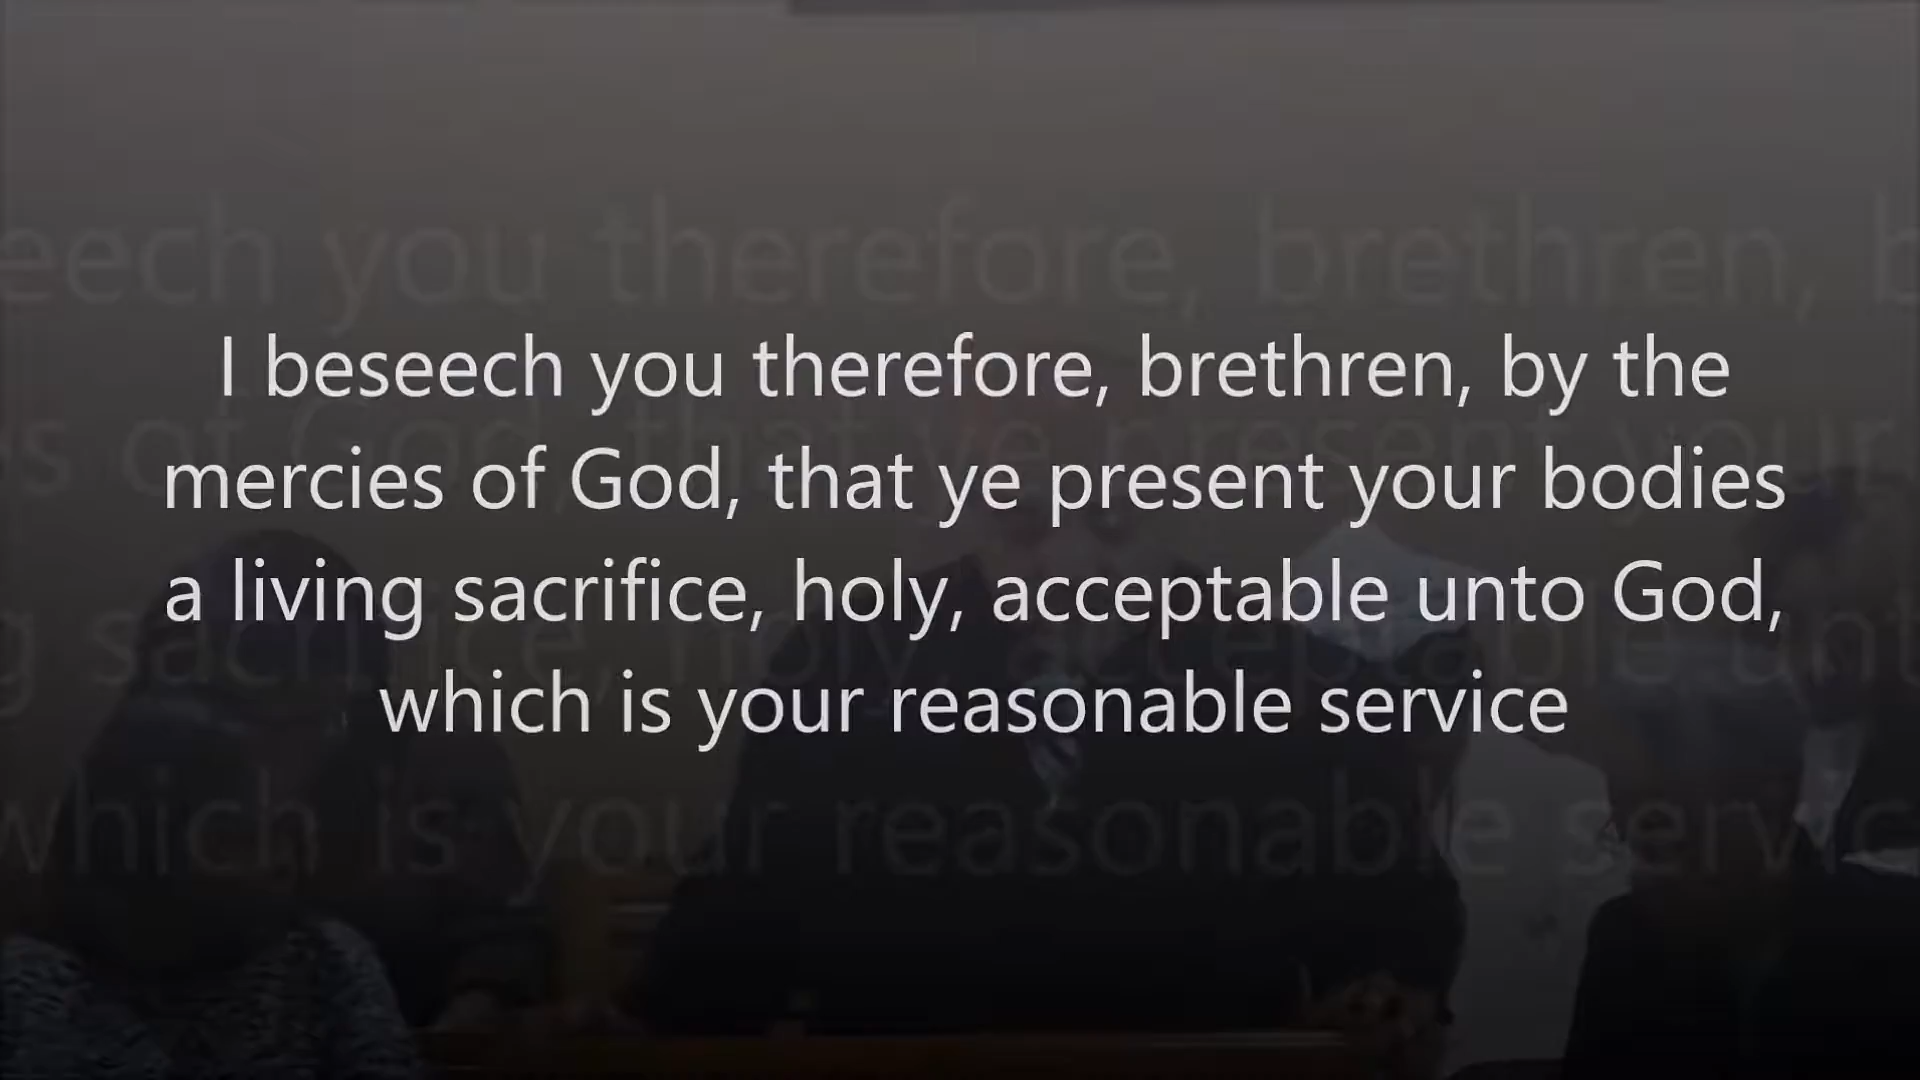 I beseech you therefore, brethren, by the
mercies of God, that ye present your bodies
a living sacrifice, holy, acceptable unto God,
which is your reasonable service